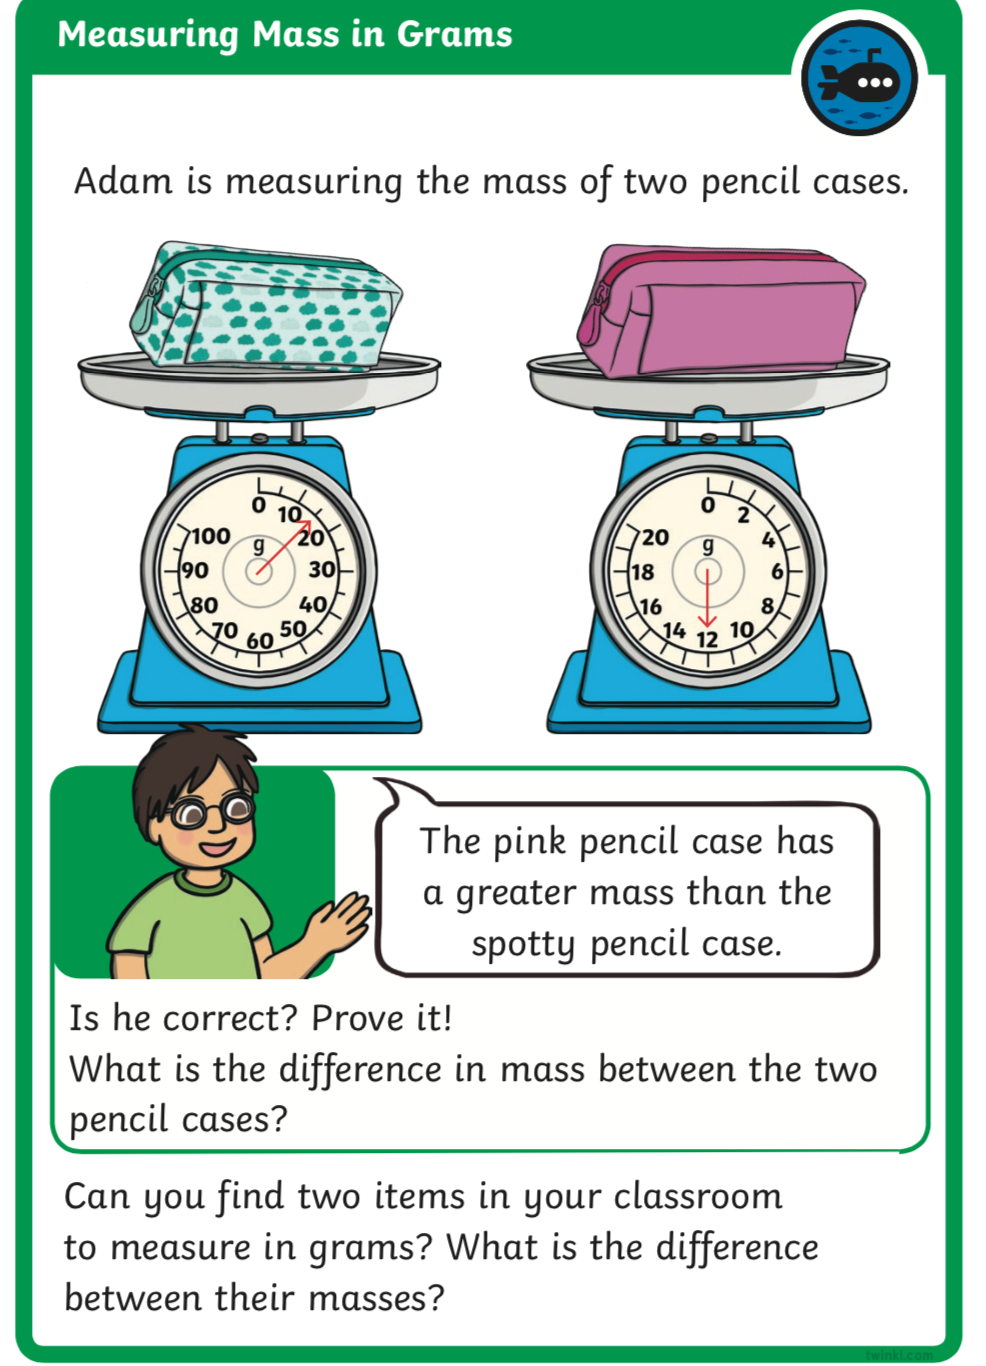 Measuring Mass in Grams
Adam is measuring the mass of two pencil cases.
0
10
20
30
40
50
60
70
80
90
100
g
0
2
4
6
8
10
12
14
16
18
20
g
The pink pencil case has
a greater mass than the
spotty pencil case.
Is he correct? Prove it!
What is the difference in mass between the two
pencil cases?
Can you find two items in your classroom
to measure in grams? What is the difference
between their masses?
twinkl.com